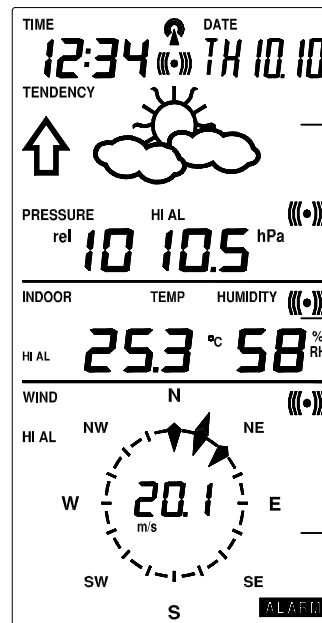 TIME DATE
12:34 TH 10.10
TENDENCY
PRESSURE HI AL
rel 1010.5 hPa
INDOOR TEMP HUMIDITY
HI AL 25.3 °C 58 % RH
WIND N
HI AL NW NE
W 20.1 E
m/s
SW SE
S
ALARM